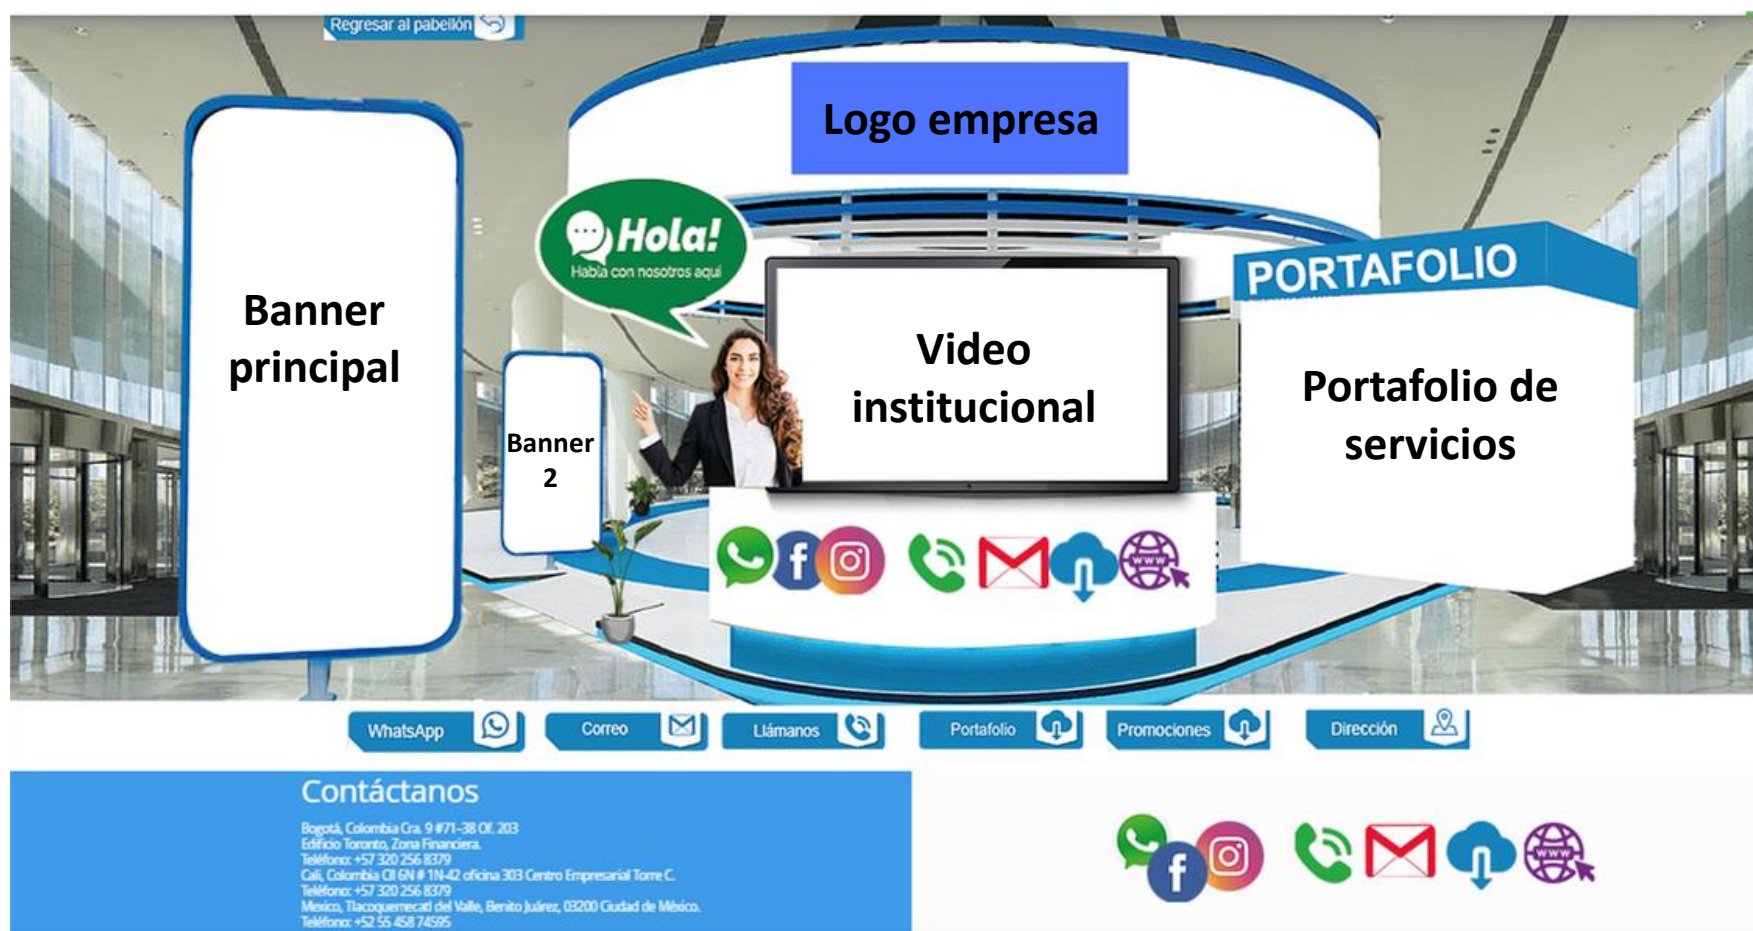 Regresar al pabellón
Logo empresa
Hola!
Habla con nosotros aquí
PORTAFOLIO
Banner
principal
Video
institucional
Portafolio de
servicios
Banner
2
WWW
WhatsApp
Correo
Llámanos
Portafolio
Promociones
Dirección
Contáctanos
Bogotá, Colombia Cra. 9 #71-38 Of. 203
Edificio Toronto, Zona Financiera.
Teléfono: +57 320 256 8379
Cali, Colombia Cll 6N # 1N-42 oficina 303 Centro Empresarial Torre C.
Teléfono: +57 320 256 8379
Mexico, Tlacoquemecatl del Valle, Benito Juárez, 03200 Ciudad de México.
Teléfono: +52 55 458 74595
WWW